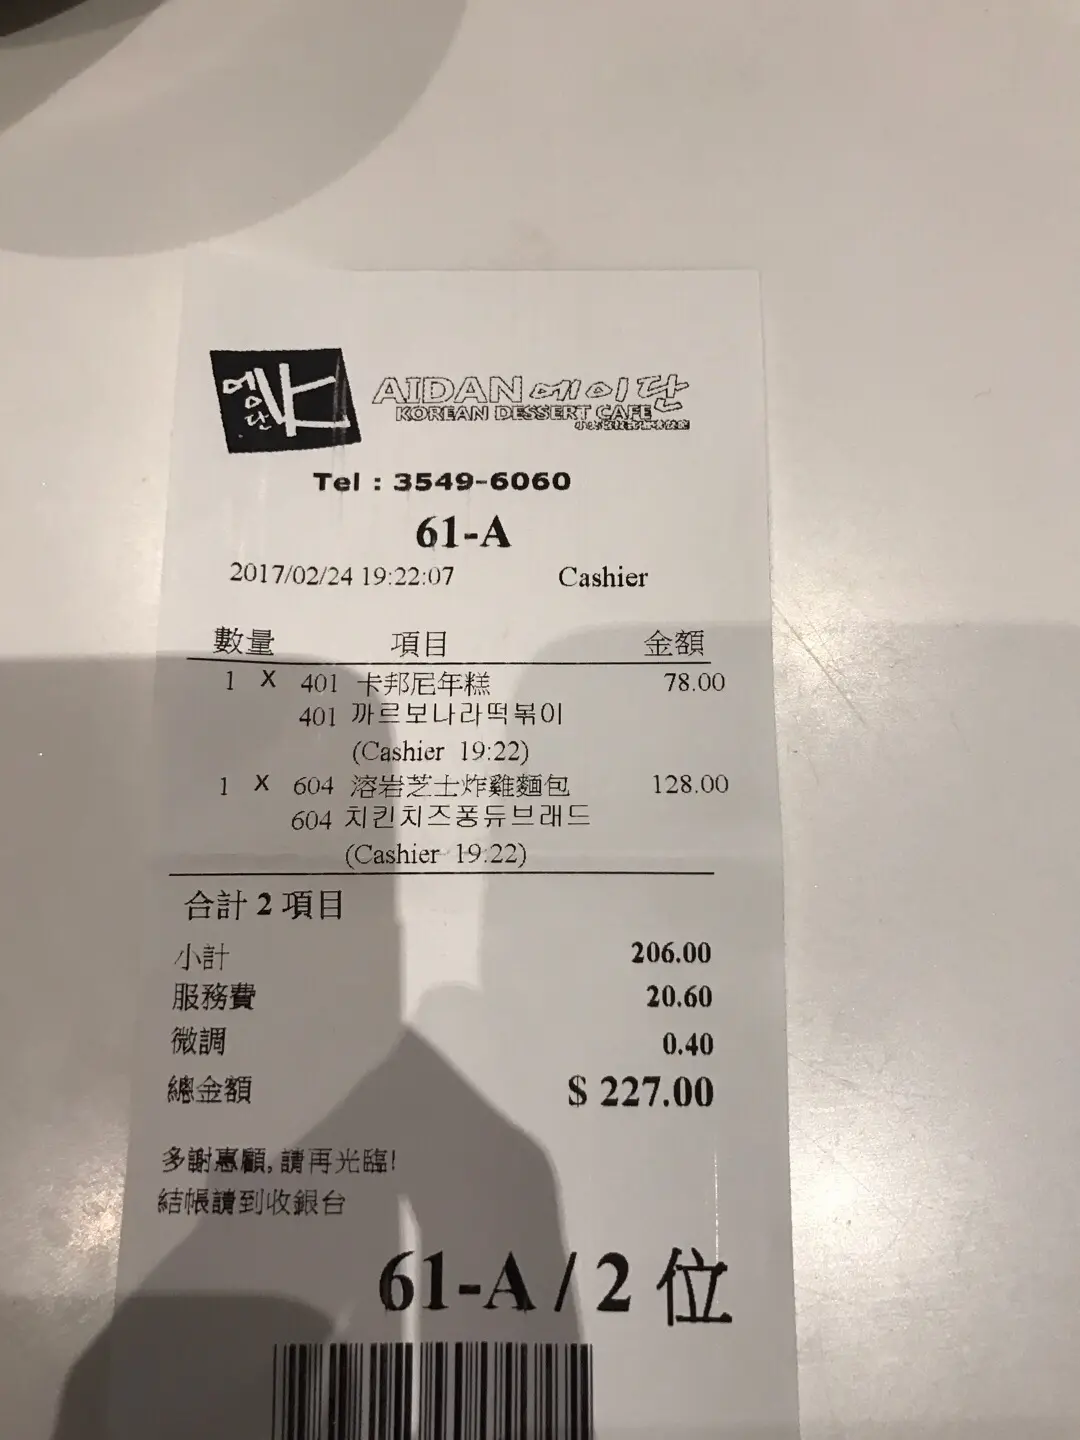 에이단 K
AIDAN 에이단
KOREAN DESSERT CAFE
Tel : 3549-6060
61-A
2017/02/24 19:22:07 Cashier
數量 項目 金額
1 X 401 卡邦尼年糕 78.00
401 까르보나라떡볶이
(Cashier 19:22)
1 X 604 溶岩芝士炸雞麵包 128.00
604 치킨치즈퐁듀브래드
(Cashier 19:22)
合計 2 項目
小計 206.00
服務費 20.60
微調 0.40
總金額 $ 227.00
多謝惠顧, 請再光臨!
結帳請到收銀台
61-A / 2 位